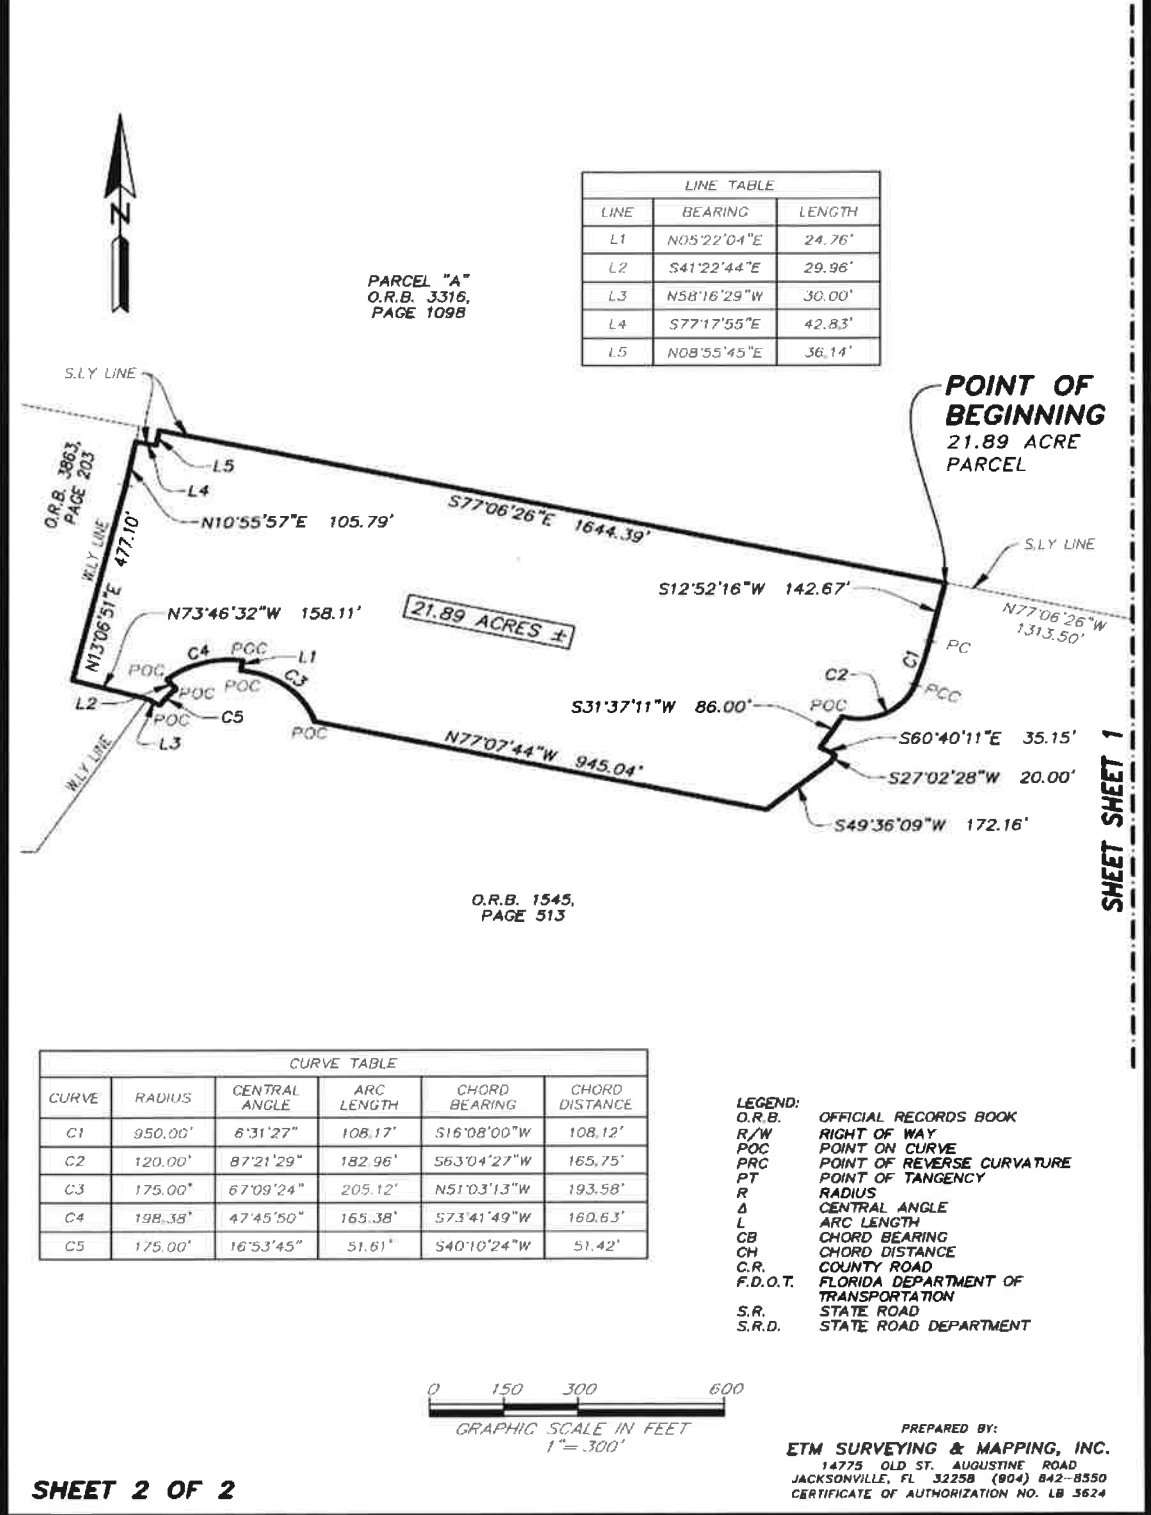 N
LINE TABLE
LINE BEARING LENGTH
L1 N05°22'04"E 24.76'
L2 S41°22'44"E 29.96'
L3 N58°16'29"W 30.00'
L4 S77°17'55"E 42.83'
L5 N08°55'45"E 36.14'
PARCEL "A"
O.R.B. 3316,
PAGE 1098
S.LY LINE
POINT OF
BEGINNING
21.89 ACRE
PARCEL
O.R.B. 3863,
PAGE 203
L5
L4
N10°55'57"E 105.79'
S77°06'26"E 1644.39'
S.LY LINE
W.LY LINE
N13°06'51"E 477.10'
S12°52'16"W 142.67'
N77°06'26"W
1313.50'
N73°46'32"W 158.11'
21.89 ACRES ±
PC
C1
C4
POC
L1
POC
POC
C3
C2
PCC
L2
POC
C5
POC
L3
POC
S31°37'11"W 86.00'
POC
W.LY LINE
N77°07'44"W 945.04'
S60°40'11"E 35.15'
S27°02'28"W 20.00'
S49°36'09"W 172.16'
SHEET SHEET 1
O.R.B. 1545,
PAGE 513
CURVE TABLE
CURVE RADIUS CENTRAL ANGLE ARC LENGTH CHORD BEARING CHORD DISTANCE
C1 950.00' 6°31'27" 108.17' S16°08'00"W 108.12'
C2 120.00' 87°21'29" 182.96' S63°04'27"W 165.75'
C3 175.00' 67°09'24" 205.12' N51°03'13"W 193.58'
C4 198.38' 47°45'50" 165.38' S73°41'49"W 160.63'
C5 175.00' 16°53'45" 51.61' S40°10'24"W 51.42'
LEGEND:
O.R.B. OFFICIAL RECORDS BOOK
R/W RIGHT OF WAY
POC POINT ON CURVE
PRC POINT OF REVERSE CURVATURE
PT POINT OF TANGENCY
R RADIUS
Δ CENTRAL ANGLE
L ARC LENGTH
CB CHORD BEARING
CH CHORD DISTANCE
C.R. COUNTY ROAD
F.D.O.T. FLORIDA DEPARTMENT OF
TRANSPORTATION
S.R. STATE ROAD
S.R.D. STATE ROAD DEPARTMENT
0 150 300 600
GRAPHIC SCALE IN FEET
1"=300'
PREPARED BY:
ETM SURVEYING & MAPPING, INC.
14775 OLD ST. AUGUSTINE ROAD
JACKSONVILLE, FL 32258 (904) 642-8550
CERTIFICATE OF AUTHORIZATION NO. LB 3624
SHEET 2 OF 2